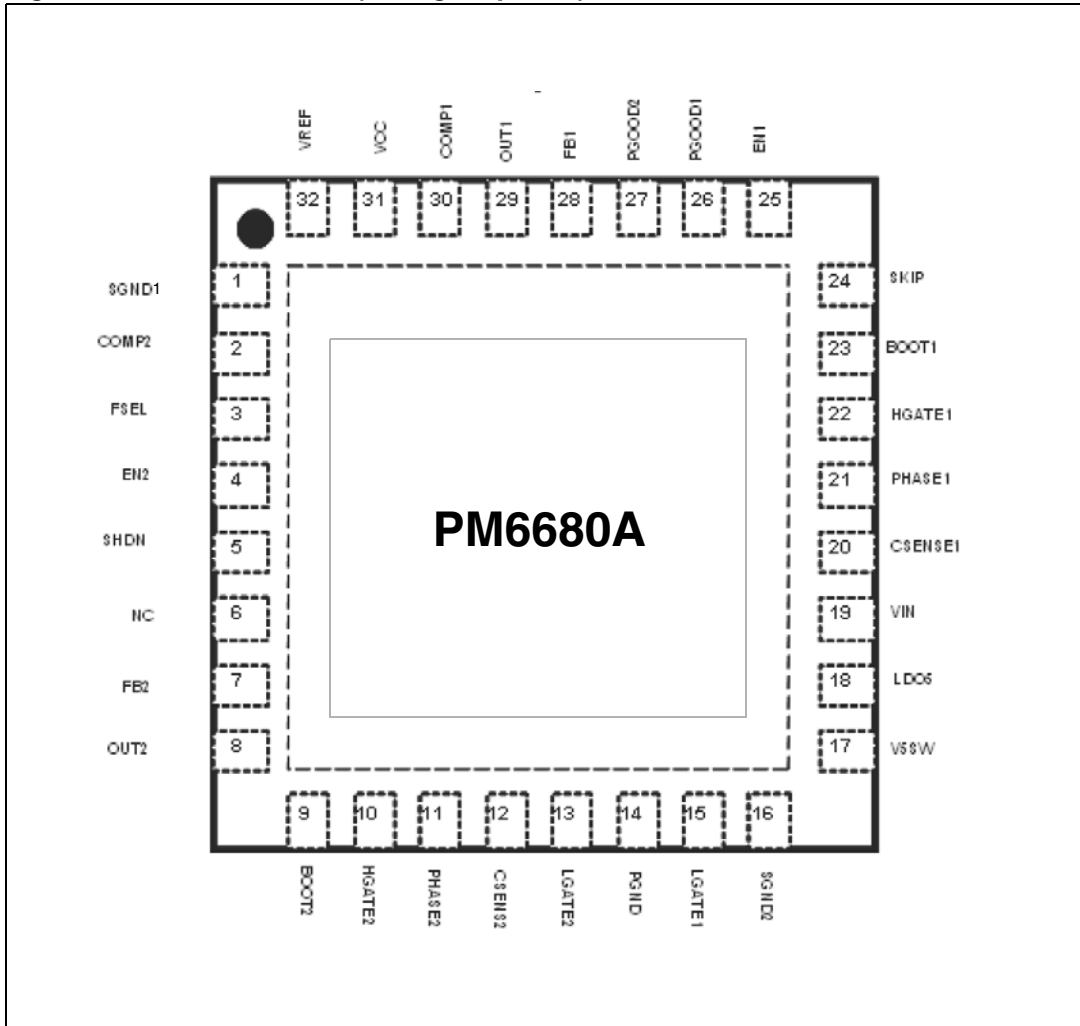 VREF VCC COMP1 OUT1 FB1 PGOOD2 PGOOD1 EN1
32 31 30 29 28 27 26 25
SGND1 1
COMP2 2
FSEL 3
EN2 4
SHDN 5
NC 6
FB2 7
OUT2 8
PM6680A
24 SKIP
23 BOOT1
22 HGATE1
21 PHASE1
20 CSENSE1
19 VIN
18 LDO5
17 V5SW
9 10 11 12 13 14 15 16
BOOT2 HGATE2 PHASE2 CSENS2 LGATE2 PGND LGATE1 SGND2